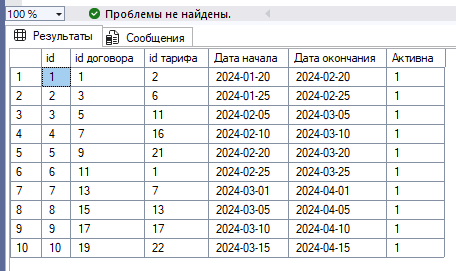 100 %
Проблемы не найдены.
Результаты Сообщения
id id договора id тарифа Дата начала Дата окончания Активна
1 1 1 2 2024-01-20 2024-02-20 1
2 2 3 6 2024-01-25 2024-02-25 1
3 3 5 11 2024-02-05 2024-03-05 1
4 4 7 16 2024-02-10 2024-03-10 1
5 5 9 21 2024-02-20 2024-03-20 1
6 6 11 1 2024-02-25 2024-03-25 1
7 7 13 7 2024-03-01 2024-04-01 1
8 8 15 13 2024-03-05 2024-04-05 1
9 9 17 17 2024-03-10 2024-04-10 1
10 10 19 22 2024-03-15 2024-04-15 1